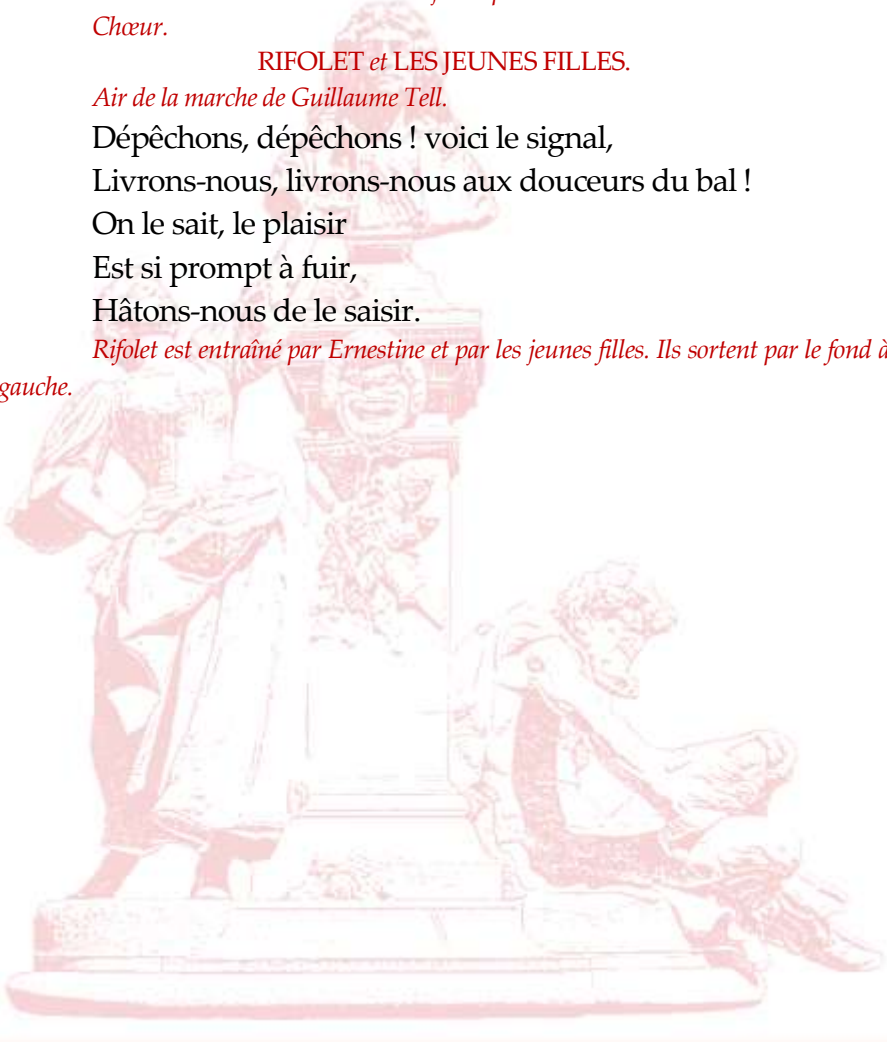 Chœur.
RIFOLET et LES JEUNES FILLES.
Air de la marche de Guillaume Tell.
Dépêchons, dépêchons ! voici le signal,
Livrons-nous, livrons-nous aux douceurs du bal !
On le sait, le plaisir
Est si prompt à fuir,
Hâtons-nous de le saisir.
Rifolet est entraîné par Ernestine et par les jeunes filles. Ils sortent par le fond à
gauche.